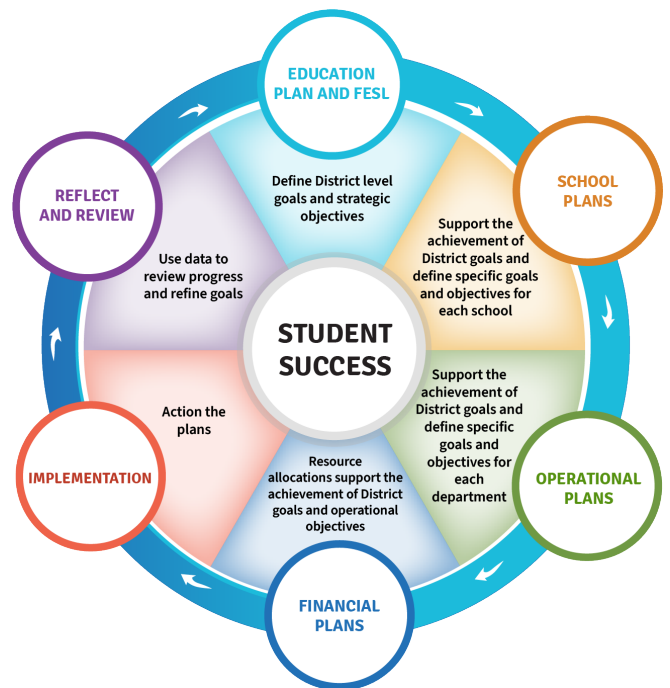 EDUCATION
PLAN AND FESL
Define District level
goals and strategic
objectives
SCHOOL
PLANS
Support the
achievement of
District goals and
define specific goals
and objectives for
each school
OPERATIONAL
PLANS
Support the
achievement of
District goals and
define specific
goals and
objectives for
each
department
FINANCIAL
PLANS
Resource
allocations support the
achievement of District
goals and operational
objectives
IMPLEMENTATION
Action the
plans
REFLECT
AND REVIEW
Use data to
review progress
and refine goals
STUDENT
SUCCESS